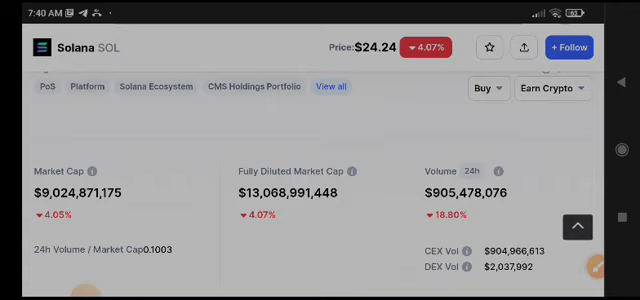 7:40 AM
63
Solana SOL
Price:$24.24 4.07%
+ Follow
PoS Platform Solana Ecosystem CMS Holdings Portfolio View all
Buy Earn Crypto
Market Cap
$9,024,871,175
4.05%
24h Volume / Market Cap0.1003
Fully Diluted Market Cap
$13,068,991,448
4.07%
Volume 24h
$905,478,076
18.80%
CEX Vol $904,966,613
DEX Vol $2,037,992